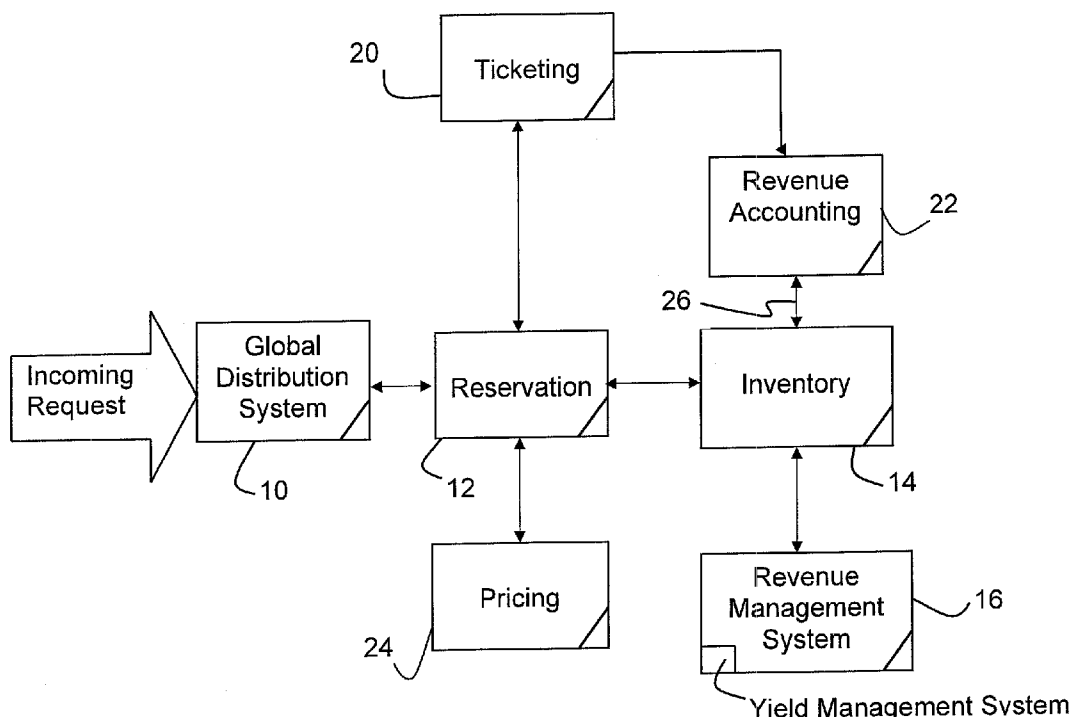 20
Ticketing
Revenue
Accounting
22
26
Incoming
Request
Global
Distribution
System
Reservation
Inventory
10
12
14
Pricing
24
Revenue
Management
System
16
Yield Management System